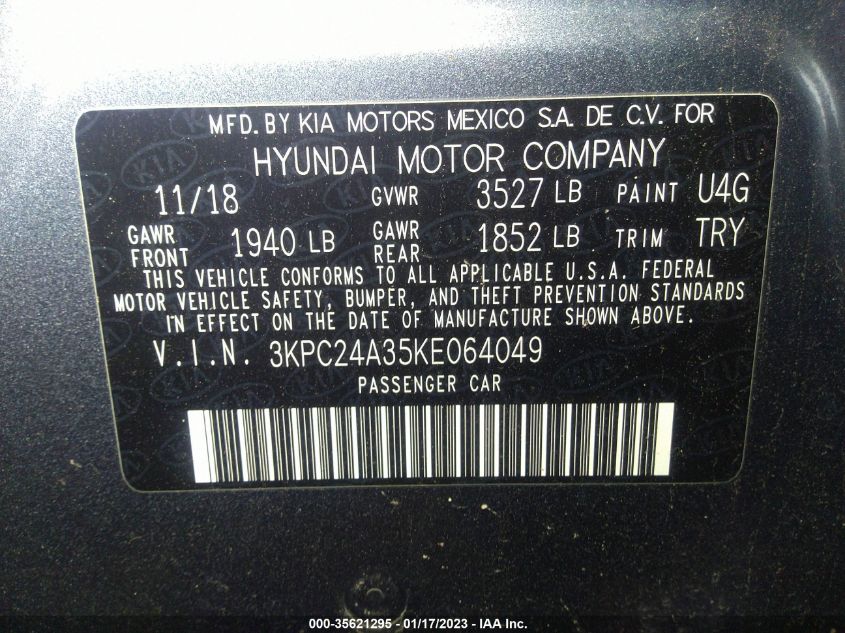 MFD. BY KIA MOTORS MEXICO S.A. DE C.V. FOR
HYUNDAI MOTOR COMPANY
11/18 GVWR 3527 LB PAINT U4G
GAWR FRONT 1940 LB GAWR REAR 1852 LB TRIM TRY
THIS VEHICLE CONFORMS TO ALL APPLICABLE U.S.A. FEDERAL
MOTOR VEHICLE SAFETY, BUMPER, AND THEFT PREVENTION STANDARDS
IN EFFECT ON THE DATE OF MANUFACTURE SHOWN ABOVE.
V.I.N. 3KPC24A35KE064049
PASSENGER CAR
000-35621295 - 01/17/2023 - IAA Inc.